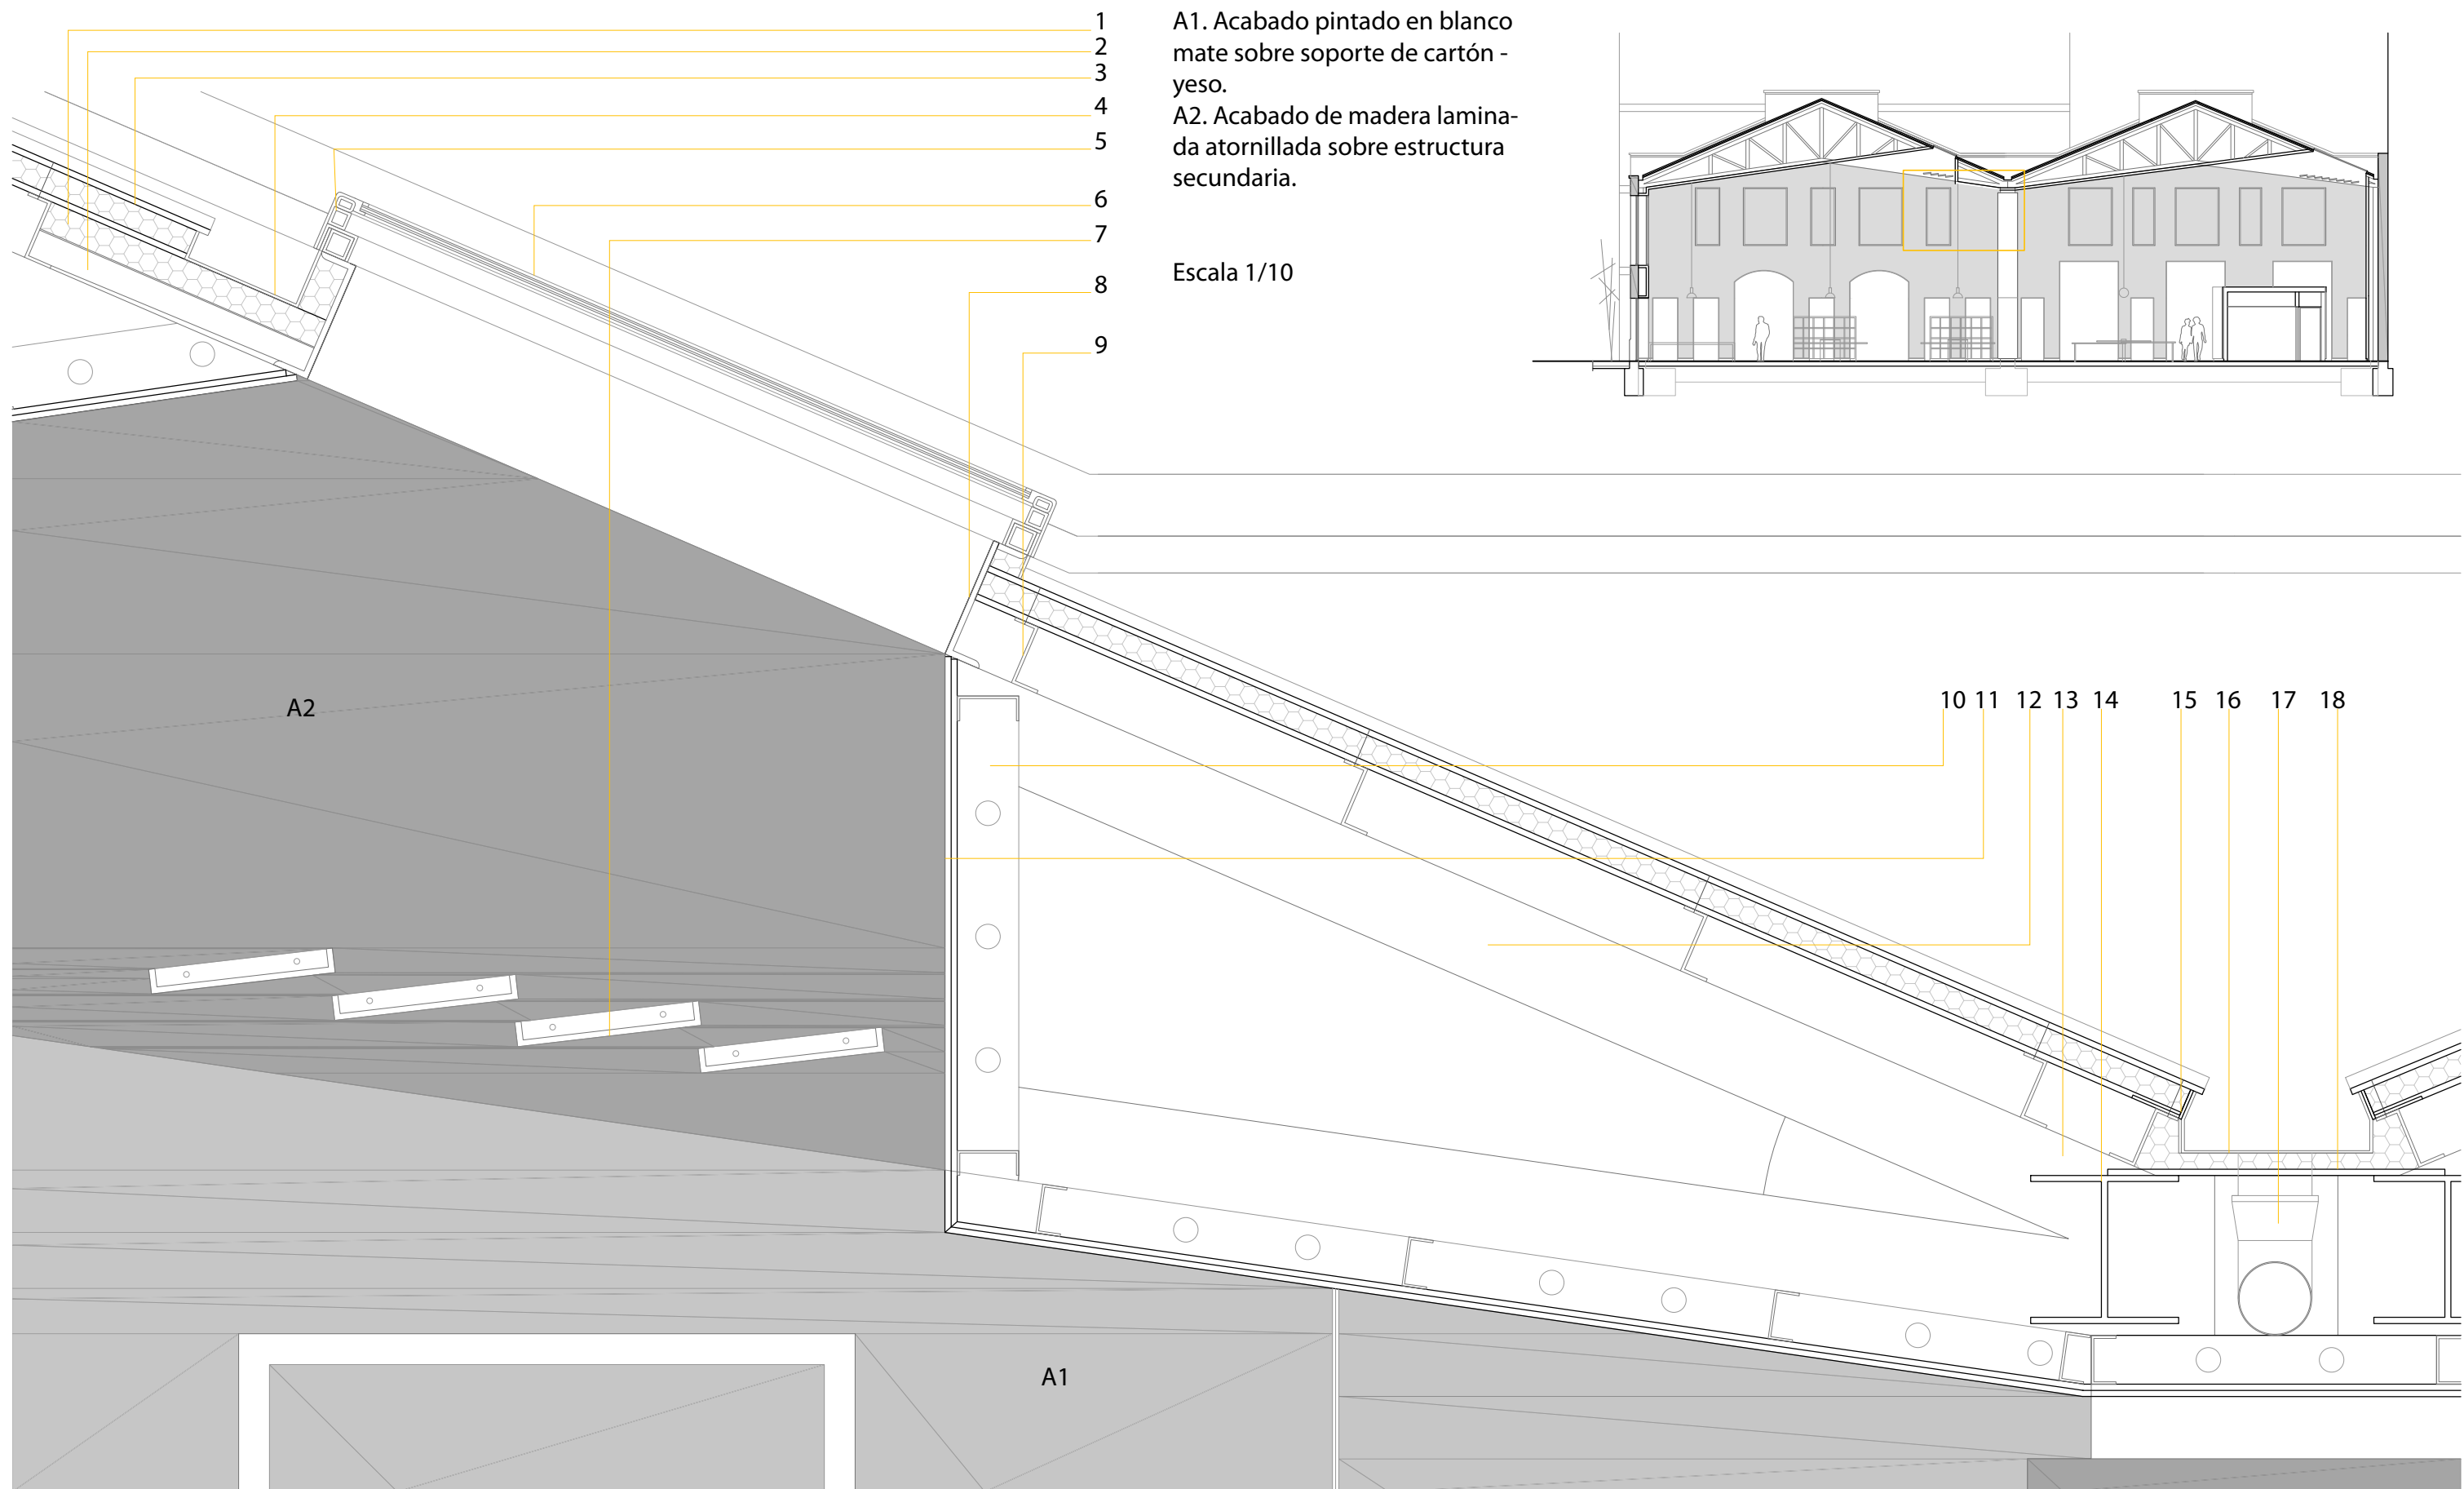 1
2
3
4
5
6
7
8
9
A1. Acabado pintado en blanco
mate sobre soporte de cartón -
yeso.
A2. Acabado de madera lamina-
da atornillada sobre estructura
secundaria.
Escala 1/10
A2
10 11 12 13 14 15 16 17 18
A1